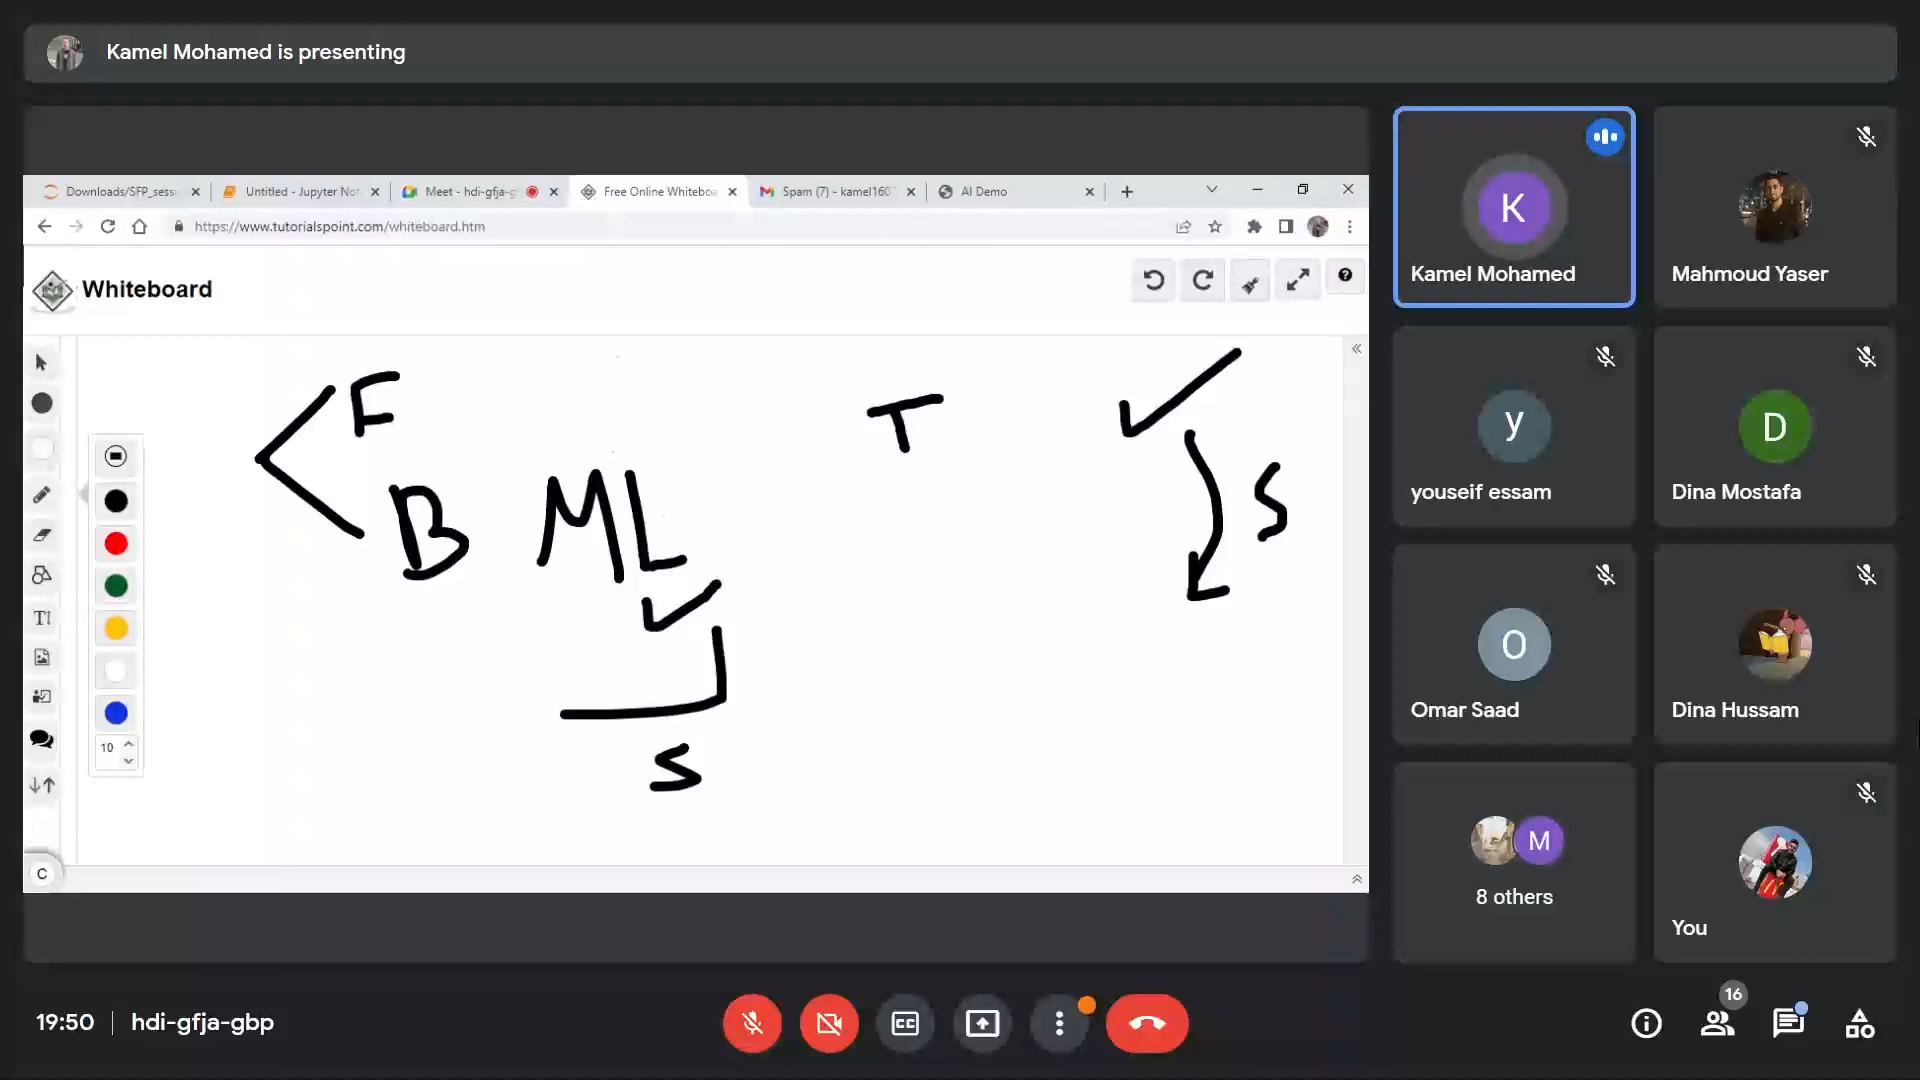 Kamel Mohamed is presenting
Downloads/SFP_sess
Untitled - Jupyter Not
Meet - hdi-gfja-g
Free Online Whiteboa
Spam (7) - kamel160
AI Demo
https://www.tutorialspoint.com/whiteboard.htm
Whiteboard
F
T
B ML
S
S
10
C
K
Kamel Mohamed
Mahmoud Yaser
y
youseif essam
D
Dina Mostafa
O
Omar Saad
Dina Hussam
M
8 others
You
19:50 | hdi-gfja-gbp
CC
16